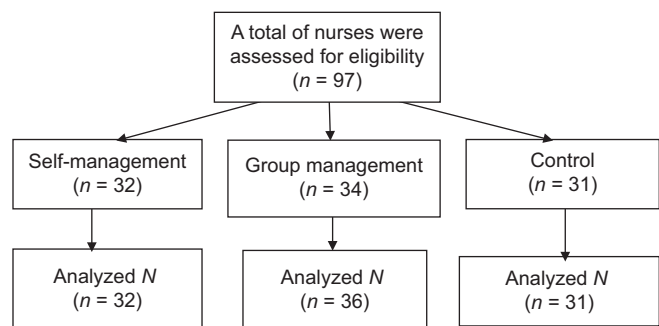 A total of nurses were
assessed for eligibility
(n = 97)
Self-management
(n = 32)
Group management
(n = 34)
Control
(n = 31)
Analyzed N
(n = 32)
Analyzed N
(n = 36)
Analyzed N
(n = 31)